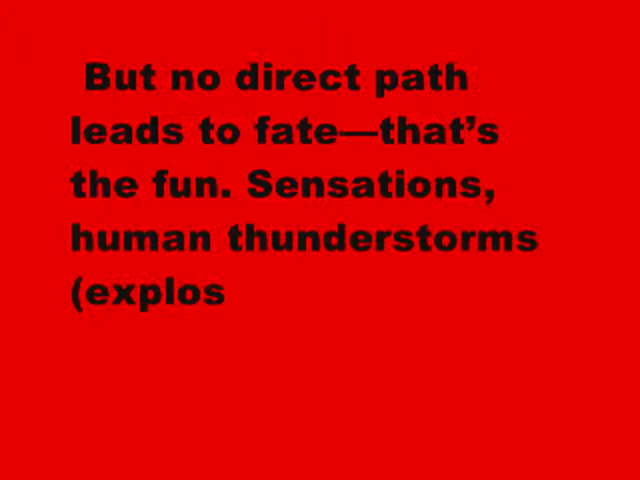 But no direct path
leads to fate—that’s
the fun. Sensations,
human thunderstorms
(explos